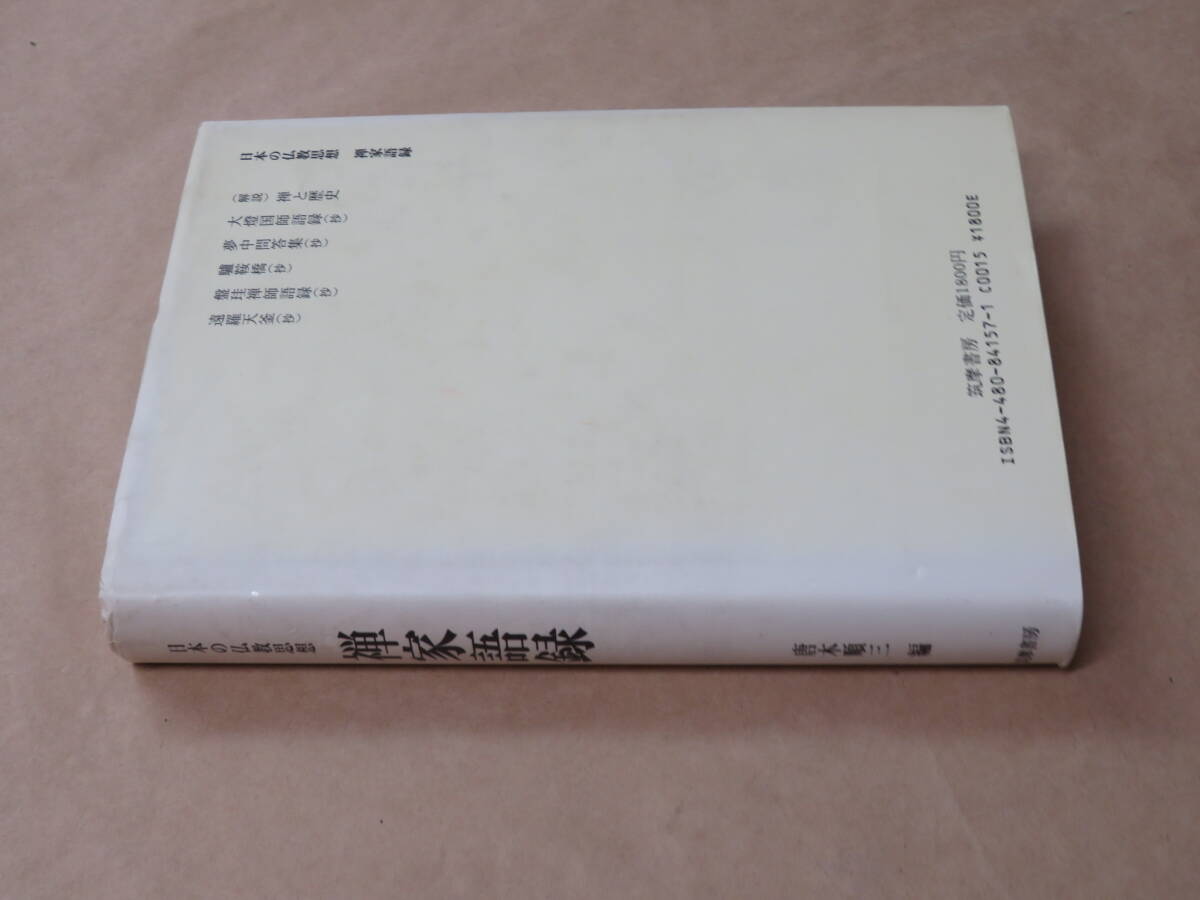 日本の仏教思想 禅家語録
(解説) 禅と歴史
大燈国師語録(抄)
夢中問答集(抄)
驢鞍橋(抄)
盤珪禅師語録(抄)
遠羅天釜(抄)
筑摩書房 定価1800円
ISBN4-480-84157-1 C0015 ¥1800E
日本の仏教思想 禅家語録 唐木順三 編 筑摩書房